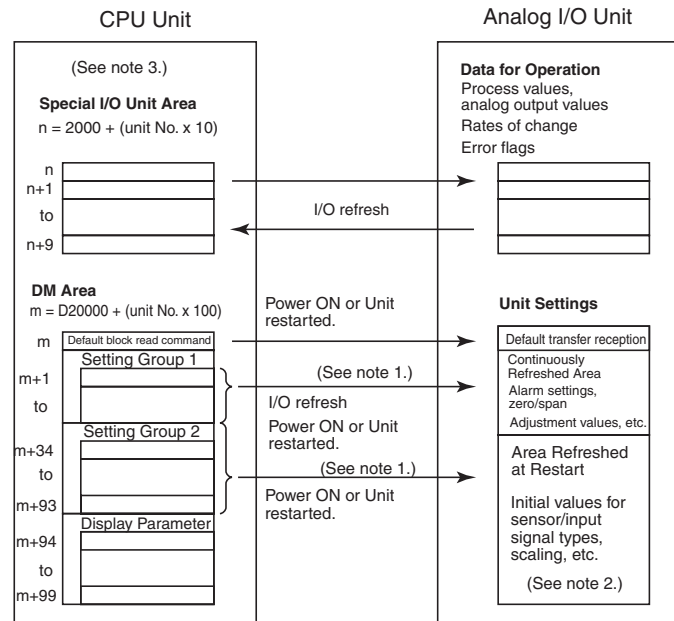 CPU Unit
Analog I/O Unit
(See note 3.)
Special I/O Unit Area
n = 2000 + (unit No. x 10)
n
n+1
to
n+9
I/O refresh
Data for Operation
Process values,
analog output values
Rates of change
Error flags
DM Area
m = D20000 + (unit No. x 100)
m
Default block read command
Setting Group 1
m+1
to
Setting Group 2
m+34
to
m+93
Display Parameter
m+94
to
m+99
Power ON or Unit
restarted.
(See note 1.)
I/O refresh
Power ON or Unit
restarted.
(See note 1.)
Power ON or Unit
restarted.
Unit Settings
Default transfer reception
Continuously
Refreshed Area
Alarm settings,
zero/span
Adjustment values, etc.
Area Refreshed
at Restart
Initial values for
sensor/input
signal types,
scaling, etc.
(See note 2.)